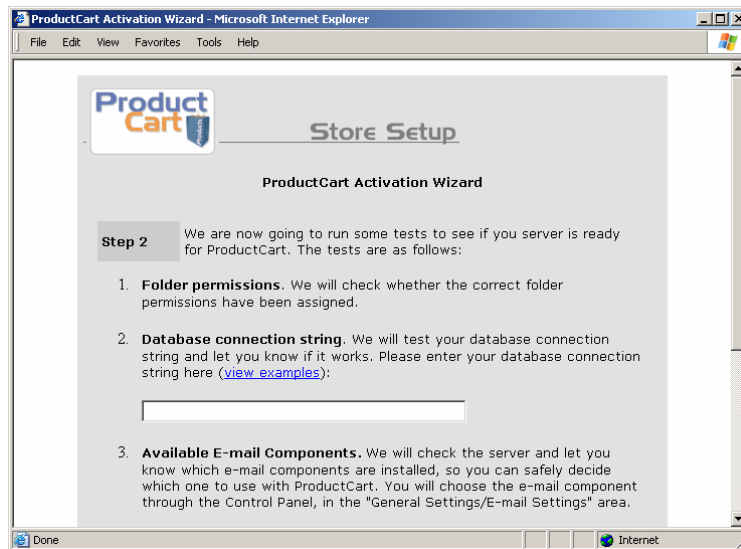 ProductCart Activation Wizard - Microsoft Internet Explorer
File Edit View Favorites Tools Help
Product
Cart
Store Setup
ProductCart Activation Wizard
Step 2
We are now going to run some tests to see if you server is ready
for ProductCart. The tests are as follows:
1. Folder permissions. We will check whether the correct folder
permissions have been assigned.
2. Database connection string. We will test your database connection
string and let you know if it works. Please enter your database connection
string here (view examples):
3. Available E-mail Components. We will check the server and let you
know which e-mail components are installed, so you can safely decide
which one to use with ProductCart. You will choose the e-mail component
through the Control Panel, in the "General Settings/E-mail Settings" area.
Done
Internet